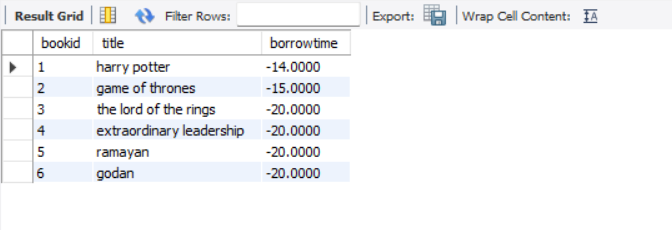 Result Grid Filter Rows: Export: Wrap Cell Content: IA
bookid title borrowtime
1 harry potter -14.0000
2 game of thrones -15.0000
3 the lord of the rings -20.0000
4 extraordinary leadership -20.0000
5 ramayan -20.0000
6 godan -20.0000